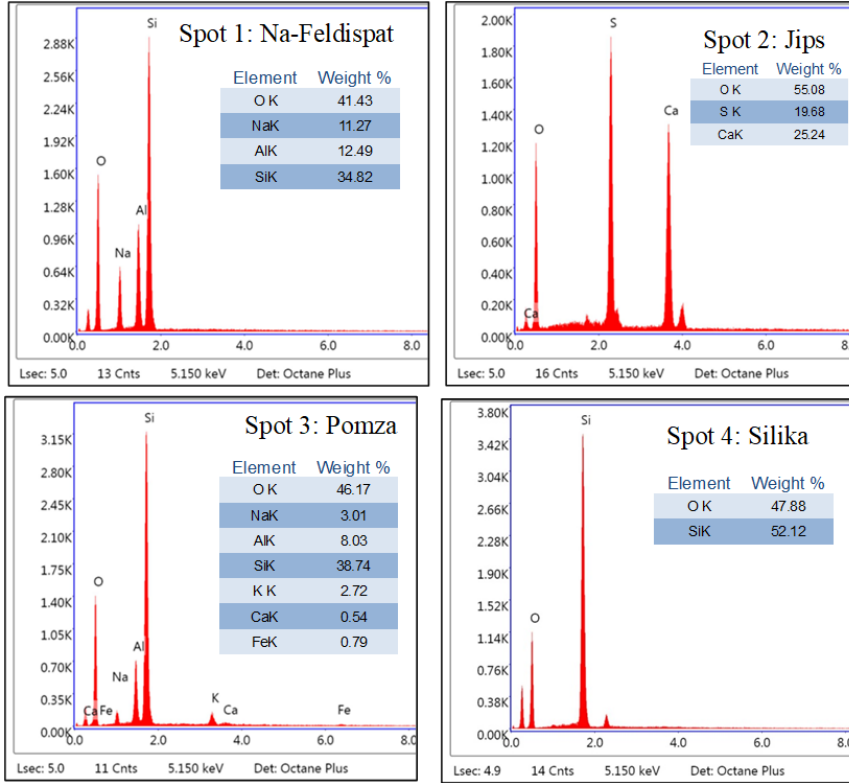 Spot 1: Na-Feldispat
Si
O
Na
Al
2.88K
2.56K
2.24K
1.92K
1.60K
1.28K
0.96K
0.64K
0.32K
0.00K
0.0 2.0 4.0 6.0 8.0
Element Weight %
O K 41.43
NaK 11.27
AlK 12.49
SiK 34.82
Lsec: 5.0 13 Cnts 5.150 keV Det: Octane Plus
Spot 2: Jips
S
O
Ca
Ca
2.00K
1.80K
1.60K
1.40K
1.20K
1.00K
0.80K
0.60K
0.40K
0.20K
0.00K
0.0 2.0 4.0 6.0 8.
Element Weight %
O K 55.08
S K 19.68
CaK 25.24
Lsec: 5.0 16 Cnts 5.150 keV Det: Octane Plus
Spot 3: Pomza
Si
O
Al
Na
Ca Fe
K
Ca
Fe
3.15K
2.80K
2.45K
2.10K
1.75K
1.40K
1.05K
0.70K
0.35K
0.00K
0.0 2.0 4.0 6.0 8.0
Element Weight %
O K 46.17
NaK 3.01
AlK 8.03
SiK 38.74
K K 2.72
CaK 0.54
FeK 0.79
Lsec: 5.0 11 Cnts 5.150 keV Det: Octane Plus
Spot 4: Silika
Si
O
3.80K
3.42K
3.04K
2.66K
2.28K
1.90K
1.52K
1.14K
0.76K
0.38K
0.00K
0.0 2.0 4.0 6.0 8.0
Element Weight %
O K 47.88
SiK 52.12
Lsec: 4.9 14 Cnts 5.150 keV Det: Octane Plus